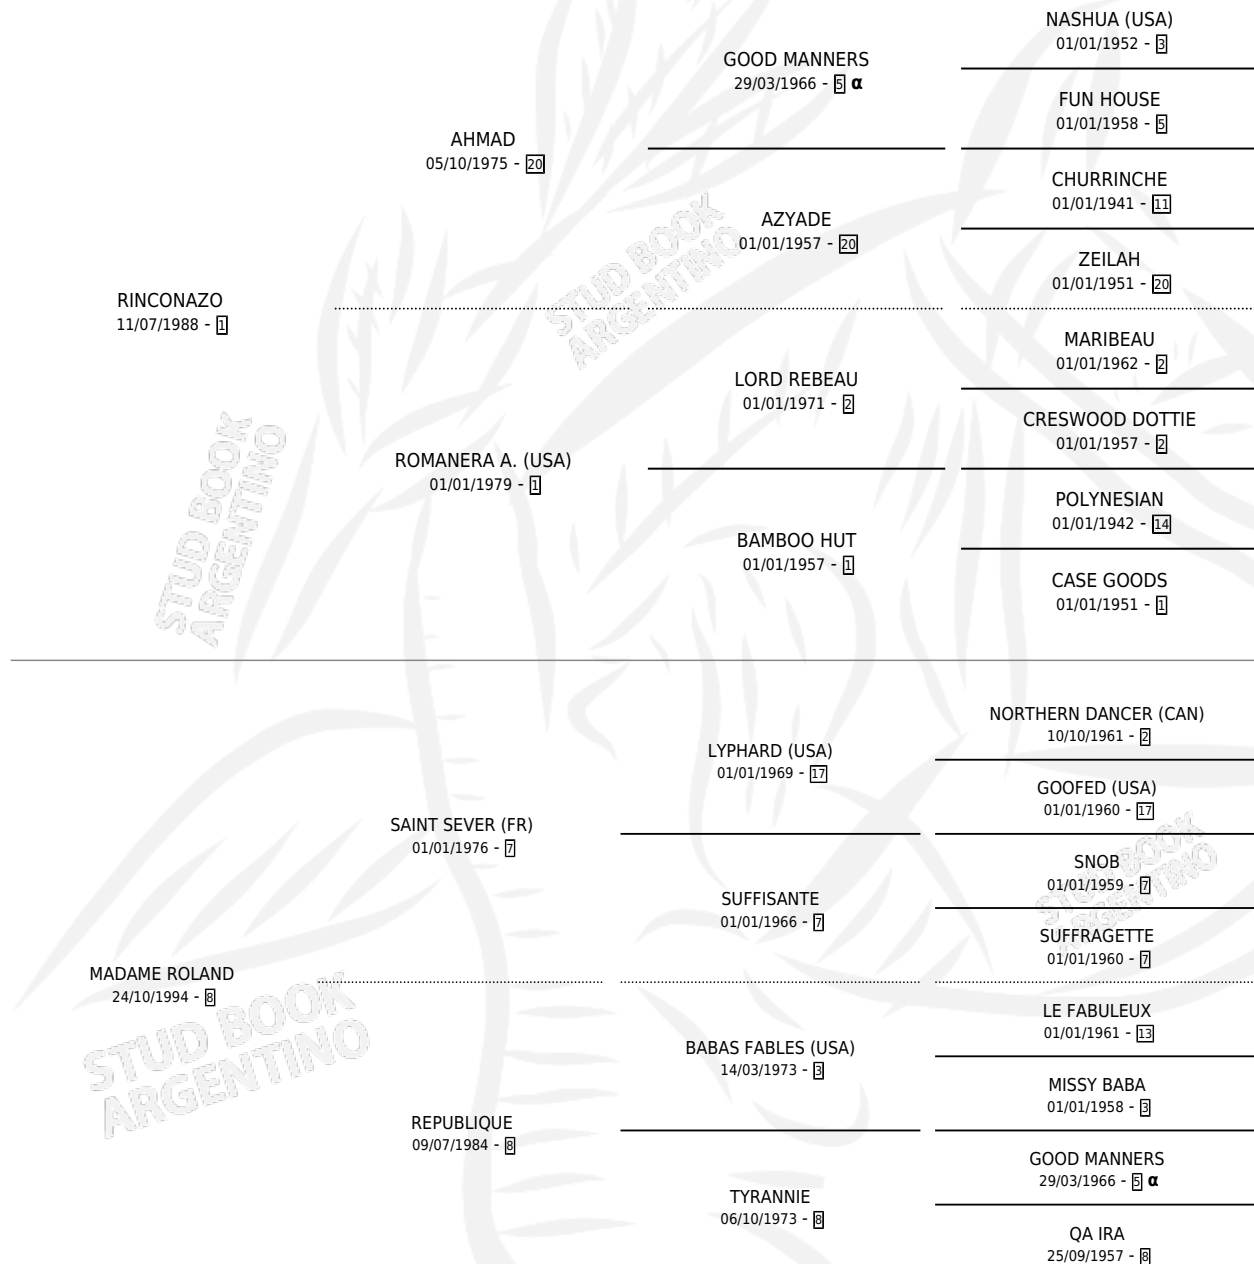 NASHUA (USA)
01/01/1952 - 3
GOOD MANNERS
29/03/1966 - 5 α
FUN HOUSE
01/01/1958 - 5
AHMAD
05/10/1975 - 20
CHURRINCHE
01/01/1941 - 11
AZYADE
01/01/1957 - 20
ZEILAH
01/01/1951 - 20
RINCONAZO
11/07/1988 - 1
MARIBEAU
01/01/1962 - 2
LORD REBEAU
01/01/1971 - 2
CRESWOOD DOTTIE
01/01/1957 - 2
ROMANERA A. (USA)
01/01/1979 - 1
POLYNESIAN
01/01/1942 - 14
BAMBOO HUT
01/01/1957 - 1
CASE GOODS
01/01/1951 - 1
NORTHERN DANCER (CAN)
10/10/1961 - 2
LYPHARD (USA)
01/01/1969 - 17
GOOFED (USA)
01/01/1960 - 17
SAINT SEVER (FR)
01/01/1976 - 7
SNOB
01/01/1959 - 7
SUFFISANTE
01/01/1966 - 7
SUFFRAGETTE
01/01/1960 - 7
MADAME ROLAND
24/10/1994 - 8
LE FABULEUX
01/01/1961 - 13
BABAS FABLES (USA)
14/03/1973 - 3
MISSY BABA
01/01/1958 - 3
REPUBLIQUE
09/07/1984 - 8
GOOD MANNERS
29/03/1966 - 5 α
TYRANNIE
06/10/1973 - 8
QA IRA
25/09/1957 - 8
STUD BOOK
ARGENTINO
STUD BOOK
ARGENTINO
STUD BOOK
ARGENTINO
STUD BOOK
ARGENTINO